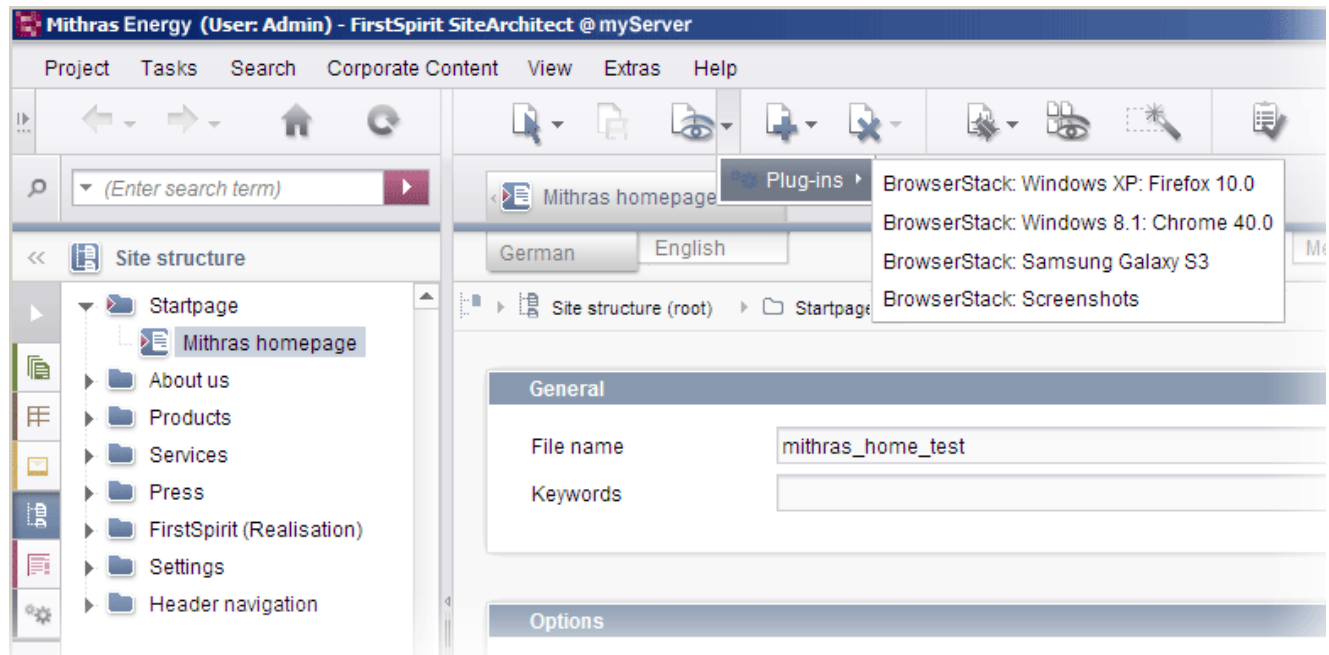 Mithras Energy (User: Admin) - FirstSpirit SiteArchitect @ myServer
Project Tasks Search Corporate Content View Extras Help
(Enter search term)
Mithras homepage
Plug-ins
BrowserStack: Windows XP: Firefox 10.0
BrowserStack: Windows 8.1: Chrome 40.0
BrowserStack: Samsung Galaxy S3
BrowserStack: Screenshots
Site structure
German English
Site structure (root) Startpage
Startpage
Mithras homepage
About us
Products
Services
Press
FirstSpirit (Realisation)
Settings
Header navigation
General
File name mithras_home_test
Keywords
Options